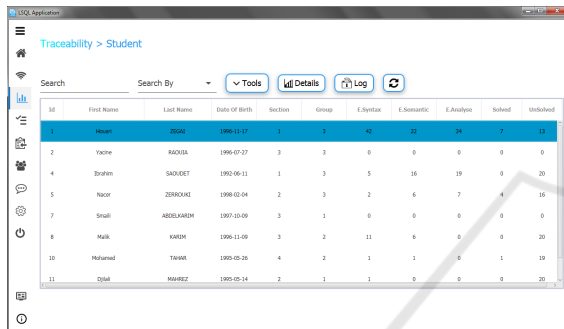 LSQL Application
Traceability > Student
Search Search By Tools Details Log
Id First Name Last Name Date Of Birth Section Group E.Syntax E.Semantic E.Analyse Solved UnSolved
1 Houari ZEGAI 1996-11-17 1 2 42 22 34 7 13
2 Yacine RAOUIA 1996-07-27 3 3 0 0 0 0 0
4 Ibrahim SAOUDET 1992-06-11 1 3 5 16 19 0 20
5 Nacer ZERROUKI 1998-02-04 2 3 2 6 7 4 16
7 Smaili ABDELKARIM 1997-10-09 3 1 0 0 0 0 0
8 Malik KARIM 1996-11-09 3 2 11 6 0 0 20
10 Mohamed TAHAR 1995-05-26 4 2 1 1 0 1 19
11 Djilali MAHREZ 1995-05-14 2 1 1 0 0 0 20